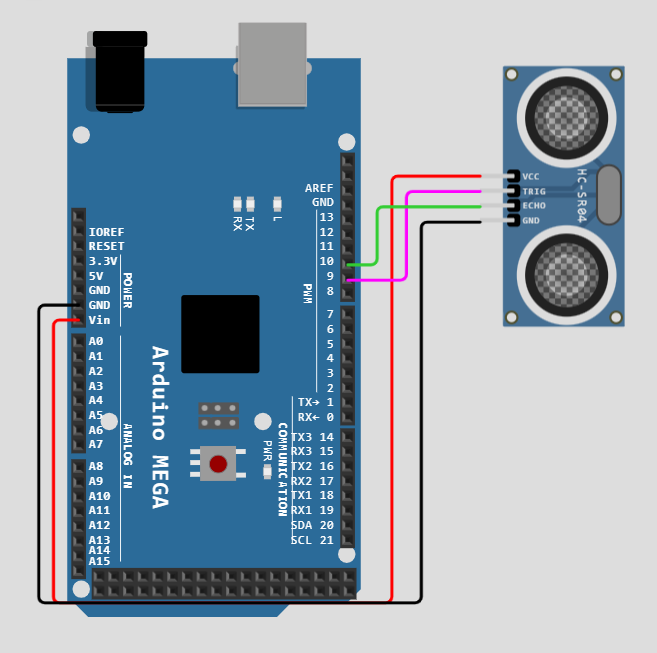 AREF
GND
13
12
11
10
9
8
PWM
7
6
5
4
3
2
TX→ 1
RX← 0
TX3 14
RX3 15
TX2 16
RX2 17
TX1 18
RX1 19
SDA 20
SCL 21
COMMUNICATION
RX
TX
L
IOREF
RESET
3.3V
5V
GND
GND
Vin
POWER
A0
A1
A2
A3
A4
A5
A6
A7
ANALOG IN
A8
A9
A10
A11
A12
A13
A14
A15
Arduino MEGA
PWR
VCC
TRIG
ECHO
GND
HC-SR04